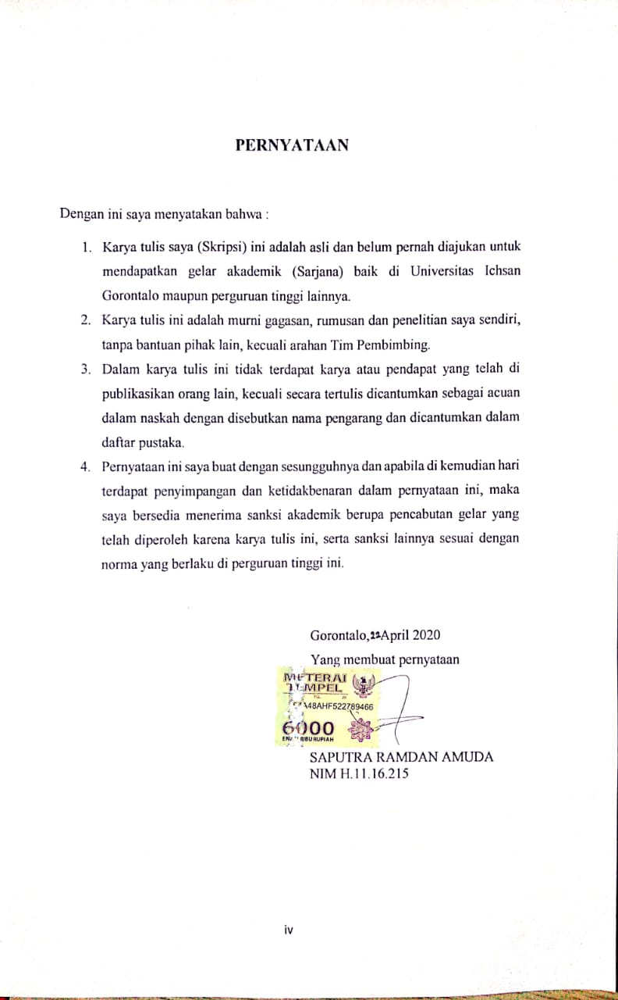 PERNYATAAN
Dengan ini saya menyatakan bahwa :
1. Karya tulis saya (Skripsi) ini adalah asli dan belum pernah diajukan untuk
mendapatkan gelar akademik (Sarjana) baik di Universitas Ichsan
Gorontalo maupun perguruan tinggi lainnya.
2. Karya tulis ini adalah murni gagasan, rumusan dan penelitian saya sendiri,
tanpa bantuan pihak lain, kecuali arahan Tim Pembimbing.
3. Dalam karya tulis ini tidak terdapat karya atau pendapat yang telah di
publikasikan orang lain, kecuali secara tertulis dicantumkan sebagai acuan
dalam naskah dengan disebutkan nama pengarang dan dicantumkan dalam
daftar pustaka.
4. Pernyataan ini saya buat dengan sesungguhnya dan apabila di kemudian hari
terdapat penyimpangan dan ketidakbenaran dalam pernyataan ini, maka
saya bersedia menerima sanksi akademik berupa pencabutan gelar yang
telah diperoleh karena karya tulis ini, serta sanksi lainnya sesuai dengan
norma yang berlaku di perguruan tinggi ini.
Gorontalo,22April 2020
Yang membuat pernyataan
METERAI
TEMPEL
A48AHF522789466
6000
ENAM RIBU RUPIAH
SAPUTRA RAMDAN AMUDA
NIM H.11.16.215
iv